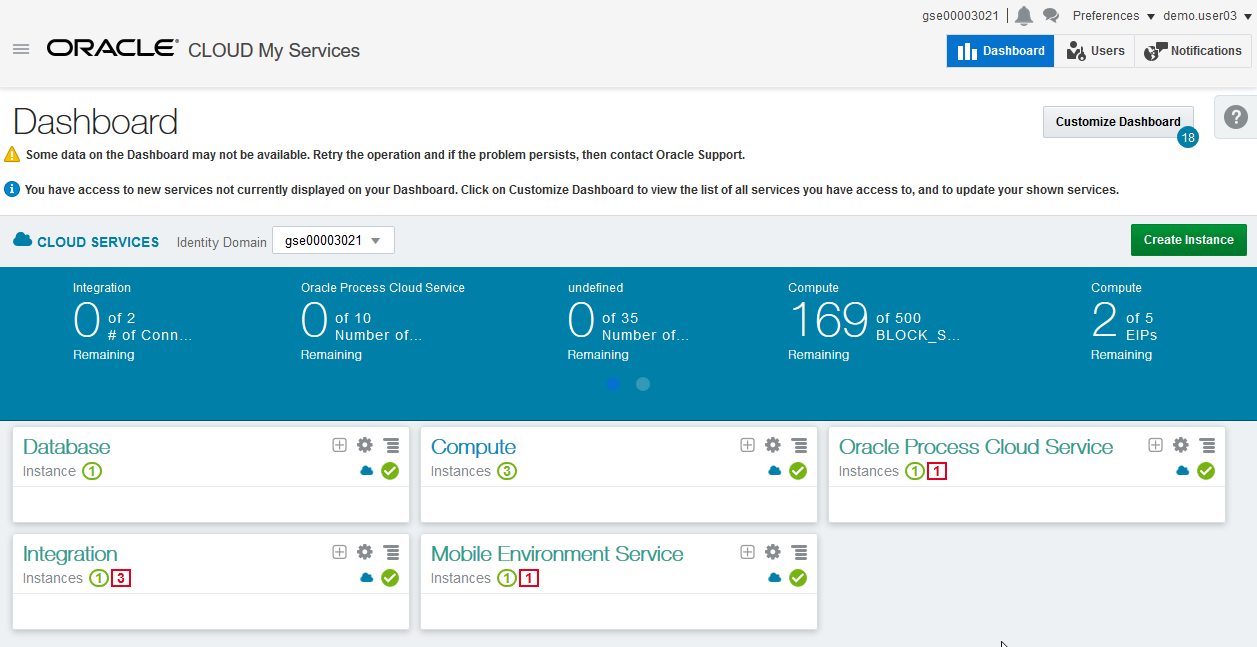 gse00003021 Preferences demo.user03
ORACLE® CLOUD My Services
Dashboard Users Notifications
Dashboard
Customize Dashboard
18
?
Some data on the Dashboard may not be available. Retry the operation and if the problem persists, then contact Oracle Support.
You have access to new services not currently displayed on your Dashboard. Click on Customize Dashboard to view the list of all services you have access to, and to update your shown services.
CLOUD SERVICES Identity Domain gse00003021 Create Instance
Integration
0 of 2
# of Conn...
Remaining
Oracle Process Cloud Service
0 of 10
Number of...
Remaining
undefined
0 of 35
Number of...
Remaining
Compute
169 of 500
BLOCK_S...
Remaining
Compute
2 of 5
EIPs
Remaining
Database
Instance 1
Compute
Instances 3
Oracle Process Cloud Service
Instances 1 1
Integration
Instances 1 3
Mobile Environment Service
Instances 1 1